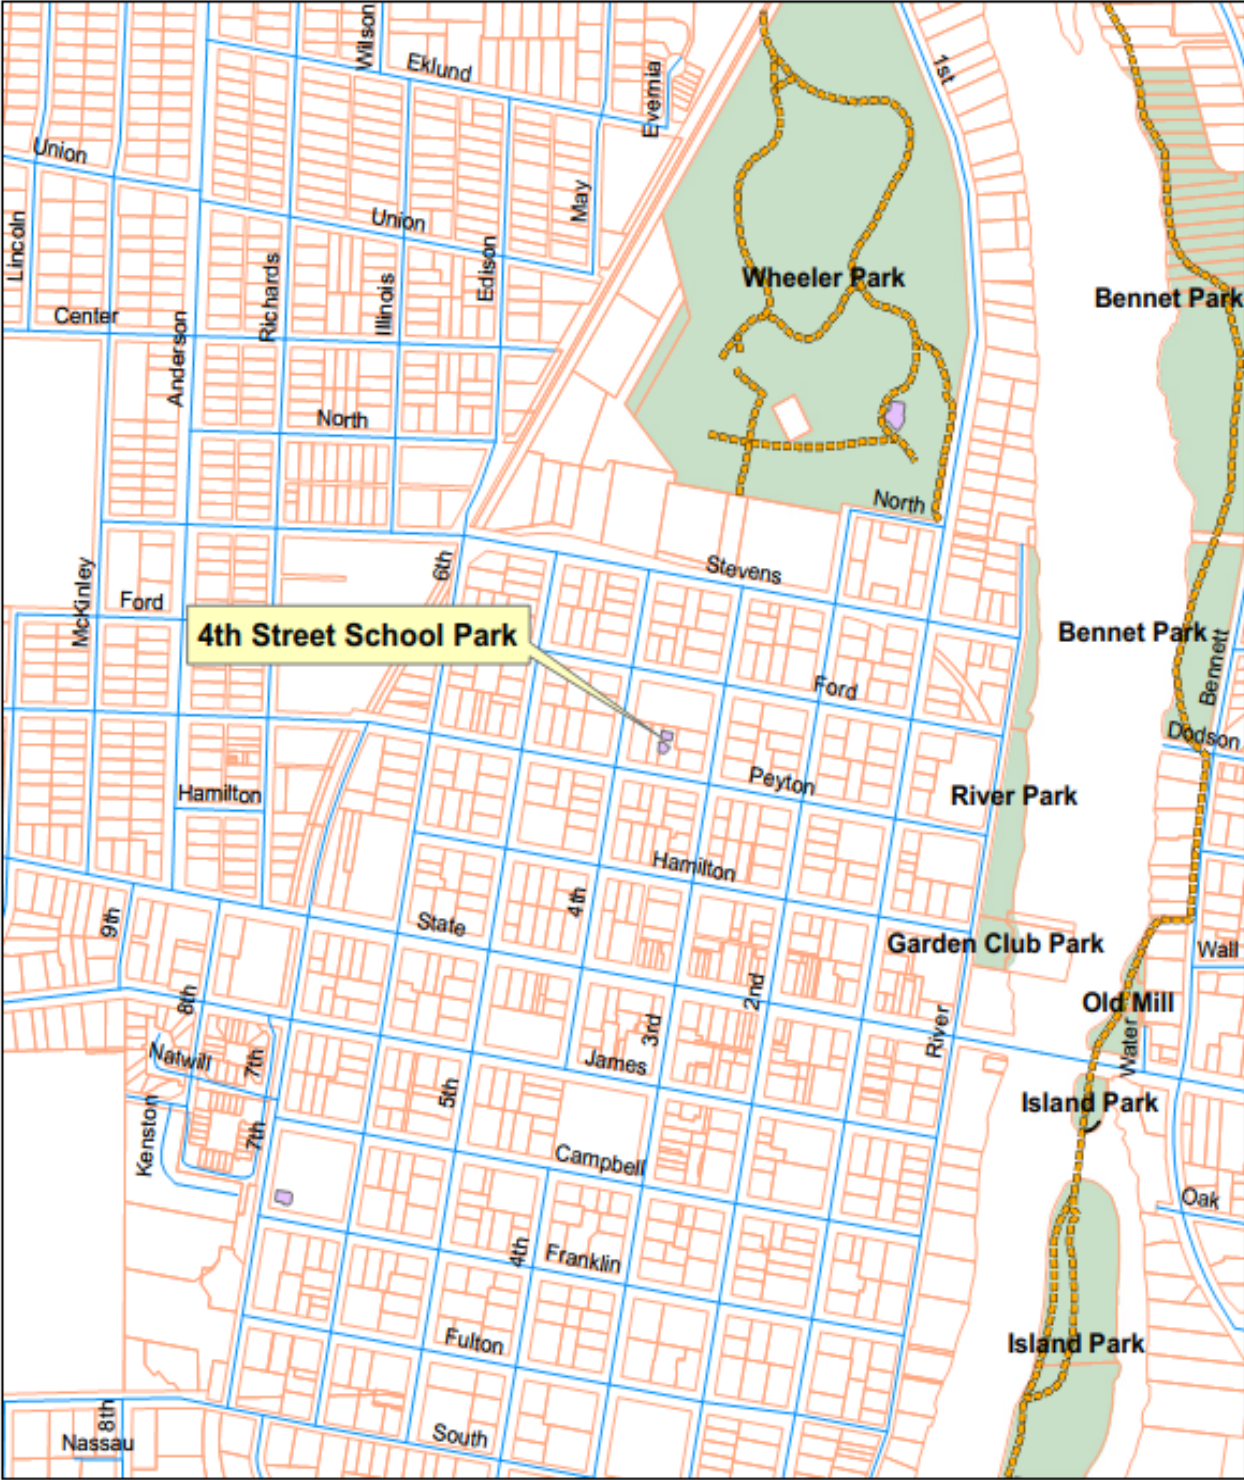 Wilson
Eklund
1st
Evernia
Union
May
Union
Lincoln
Edison
Wheeler Park
Richards
Illinois
Bennet Park
Center
Anderson
North
North
6th
Stevens
McKinley
Ford
4th Street School Park
Bennet Park
Bennett
Ford
Dodson
Peyton
Hamilton
River Park
Hamilton
4th
9th
State
Garden Club Park
Wall
8th
2nd
Old Mill
3rd
River
Water
Natwill
7th
James
5th
Island Park
Kenston
7th
Campbell
Oak
4th
Franklin
Fulton
Island Park
8th
Nassau
South